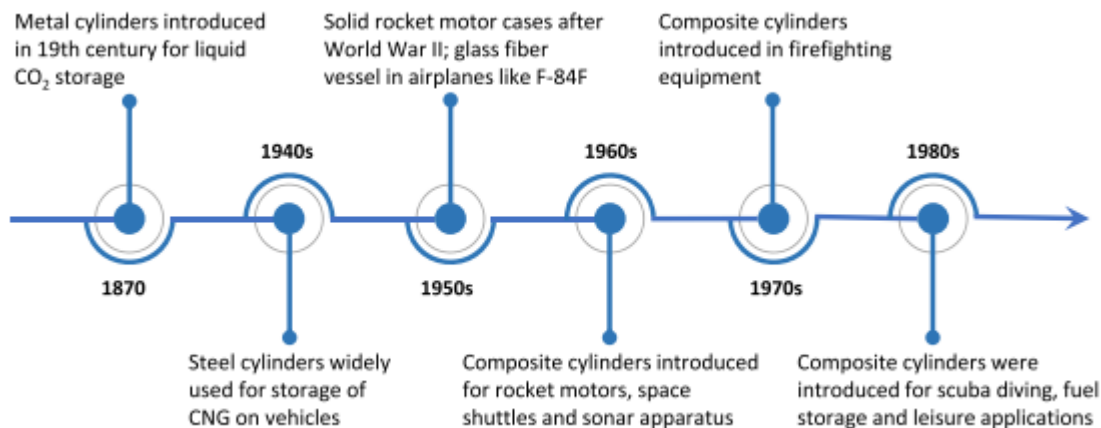 Metal cylinders introduced
in 19th century for liquid
CO₂ storage
Solid rocket motor cases after
World War II; glass fiber
vessel in airplanes like F-84F
Composite cylinders
introduced in firefighting
equipment
1940s
1960s
1980s
1870
1950s
1970s
Steel cylinders widely
used for storage of
CNG on vehicles
Composite cylinders introduced
for rocket motors, space
shuttles and sonar apparatus
Composite cylinders were
introduced for scuba diving, fuel
storage and leisure applications